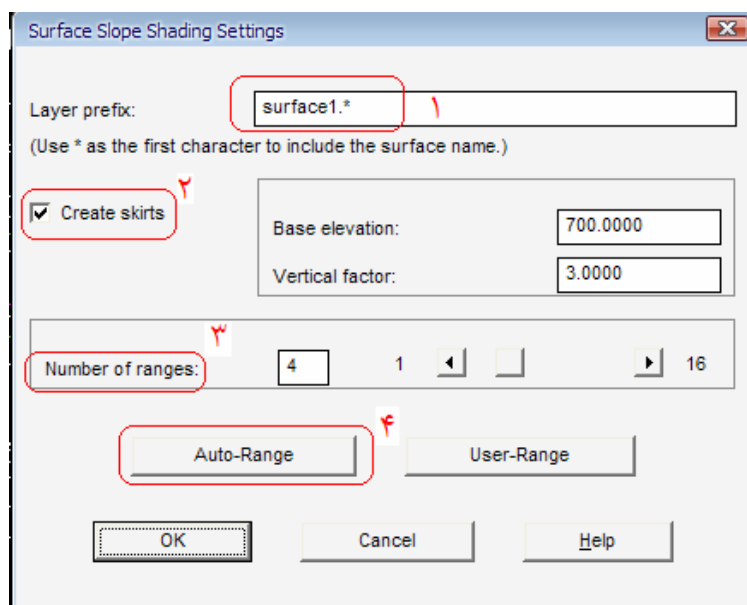 Surface Slope Shading Settings
Layer prefix: surface1.* ۱
(Use * as the first character to include the surface name.)
۲
Create skirts
Base elevation: 700.0000
Vertical factor: 3.0000
۳
Number of ranges: 4 1 16
۴
Auto-Range User-Range
OK Cancel Help